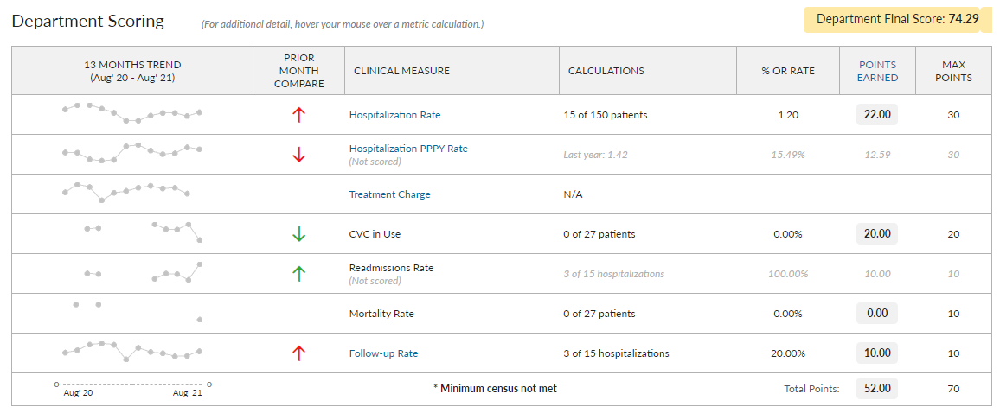 Department Scoring
(For additional detail, hover your mouse over a metric calculation.)
Department Final Score: 74.29
13 MONTHS TREND
(Aug' 20 - Aug' 21)
PRIOR
MONTH
COMPARE
CLINICAL MEASURE
CALCULATIONS
% OR RATE
POINTS
EARNED
MAX
POINTS
Hospitalization Rate
15 of 150 patients
1.20
22.00
30
Hospitalization PPPY Rate
(Not scored)
Last year: 1.42
15.49%
12.59
30
Treatment Charge
N/A
CVC in Use
0 of 27 patients
0.00%
20.00
20
Readmissions Rate
(Not scored)
3 of 15 hospitalizations
100.00%
10.00
10
Mortality Rate
0 of 27 patients
0.00%
0.00
10
Follow-up Rate
3 of 15 hospitalizations
20.00%
10.00
10
Aug' 20
Aug' 21
* Minimum census not met
Total Points:
52.00
70